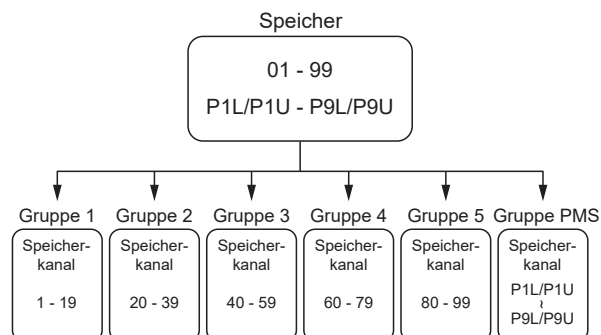 Speicher
01 - 99
P1L/P1U - P9L/P9U
Gruppe 1
Gruppe 2
Gruppe 3
Gruppe 4
Gruppe 5
Gruppe PMS
Speicher-
kanal
1 - 19
Speicher-
kanal
20 - 39
Speicher-
kanal
40 - 59
Speicher-
kanal
60 - 79
Speicher-
kanal
80 - 99
Speicher-
kanal
P1L/P1U
~
P9L/P9U